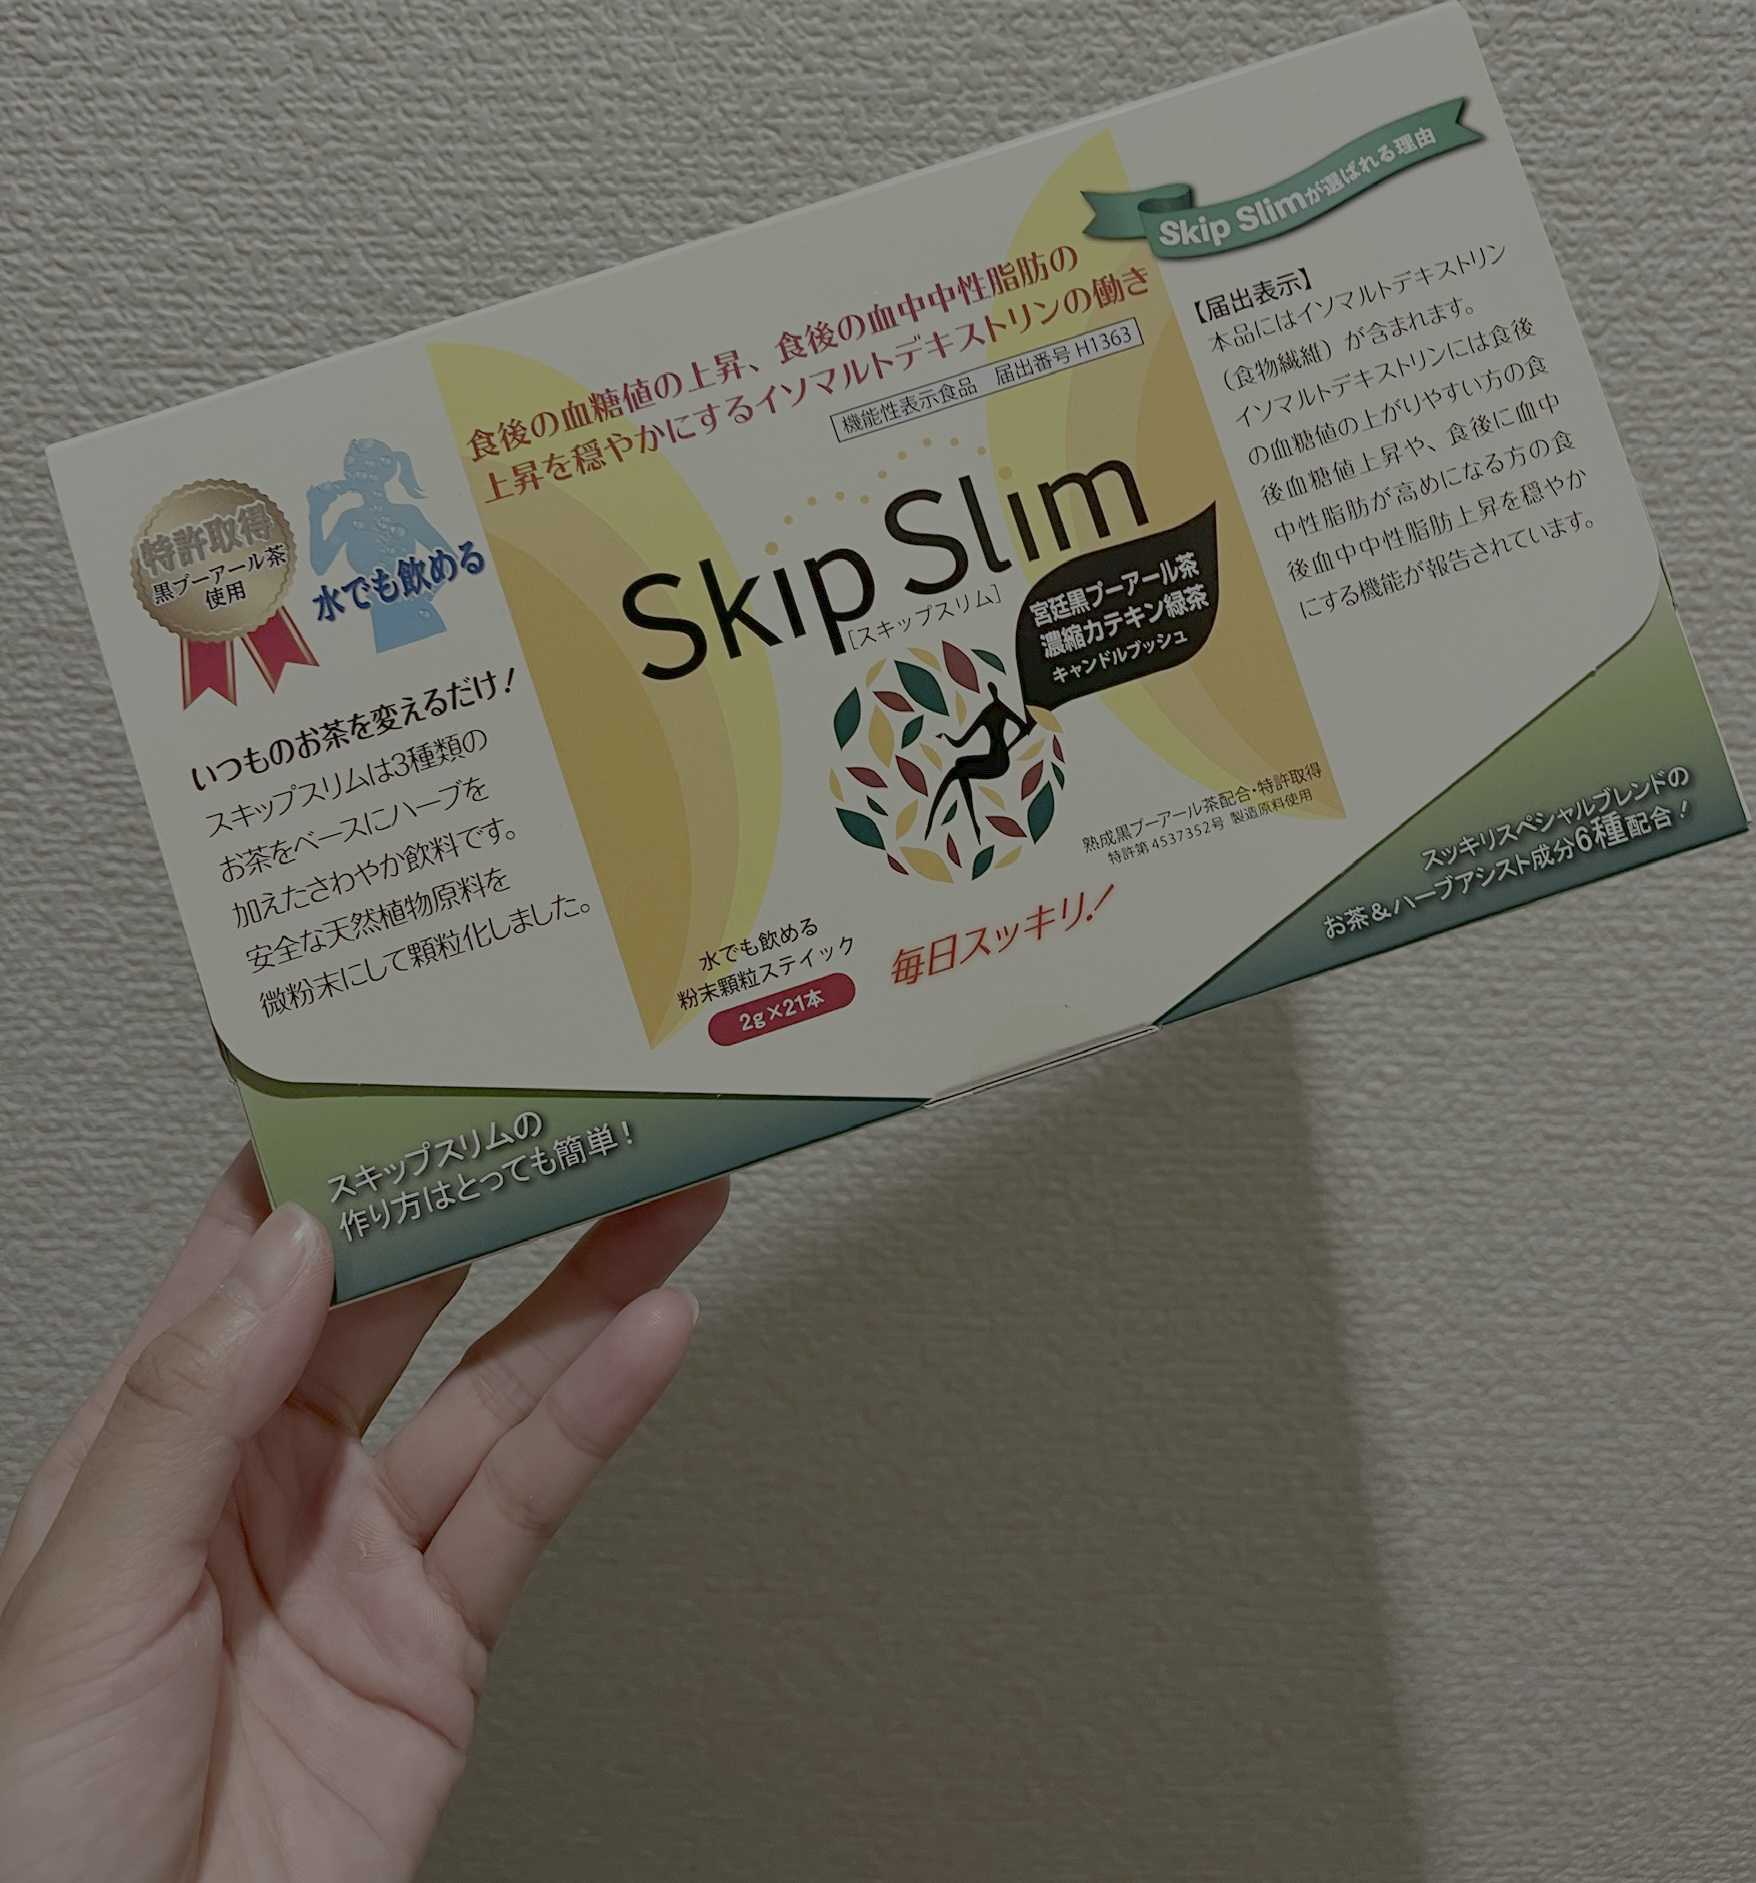 Skip Slimが選ばれる理由
食後の血糖値の上昇、食後の血中中性脂肪の
上昇を穏やかにするイソマルトデキストリンの働き
機能性表示食品 届出番号 H1363
【届出表示】
本品にはイソマルトデキストリン
（食物繊維）が含まれます。
イソマルトデキストリンには食後
の血糖値の上がりやすい方の食
後血糖値上昇や、食後に血中
中性脂肪が高めになる方の食
後血中中性脂肪上昇を穏やか
にする機能が報告されています。
特許取得
黒プーアール茶
使用
水でも飲める
Skip Slim
[スキップスリム]
宮廷黒プーアール茶
濃縮カテキン緑茶
キャンドルブッシュ
いつものお茶を変えるだけ！
スキップスリムは3種類の
お茶をベースにハーブを
加えたさわやか飲料です。
安全な天然植物原料を
微粉末にして顆粒化しました。
熟成黒プーアール茶配合・特許取得
特許第4537352号 製造原料使用
水でも飲める
粉末顆粒スティック
2g×21本
毎日スッキリ！
スッキリスペシャルブレンドの
お茶＆ハーブアシスト成分6種配合！
スキップスリムの
作り方はとっても簡単！